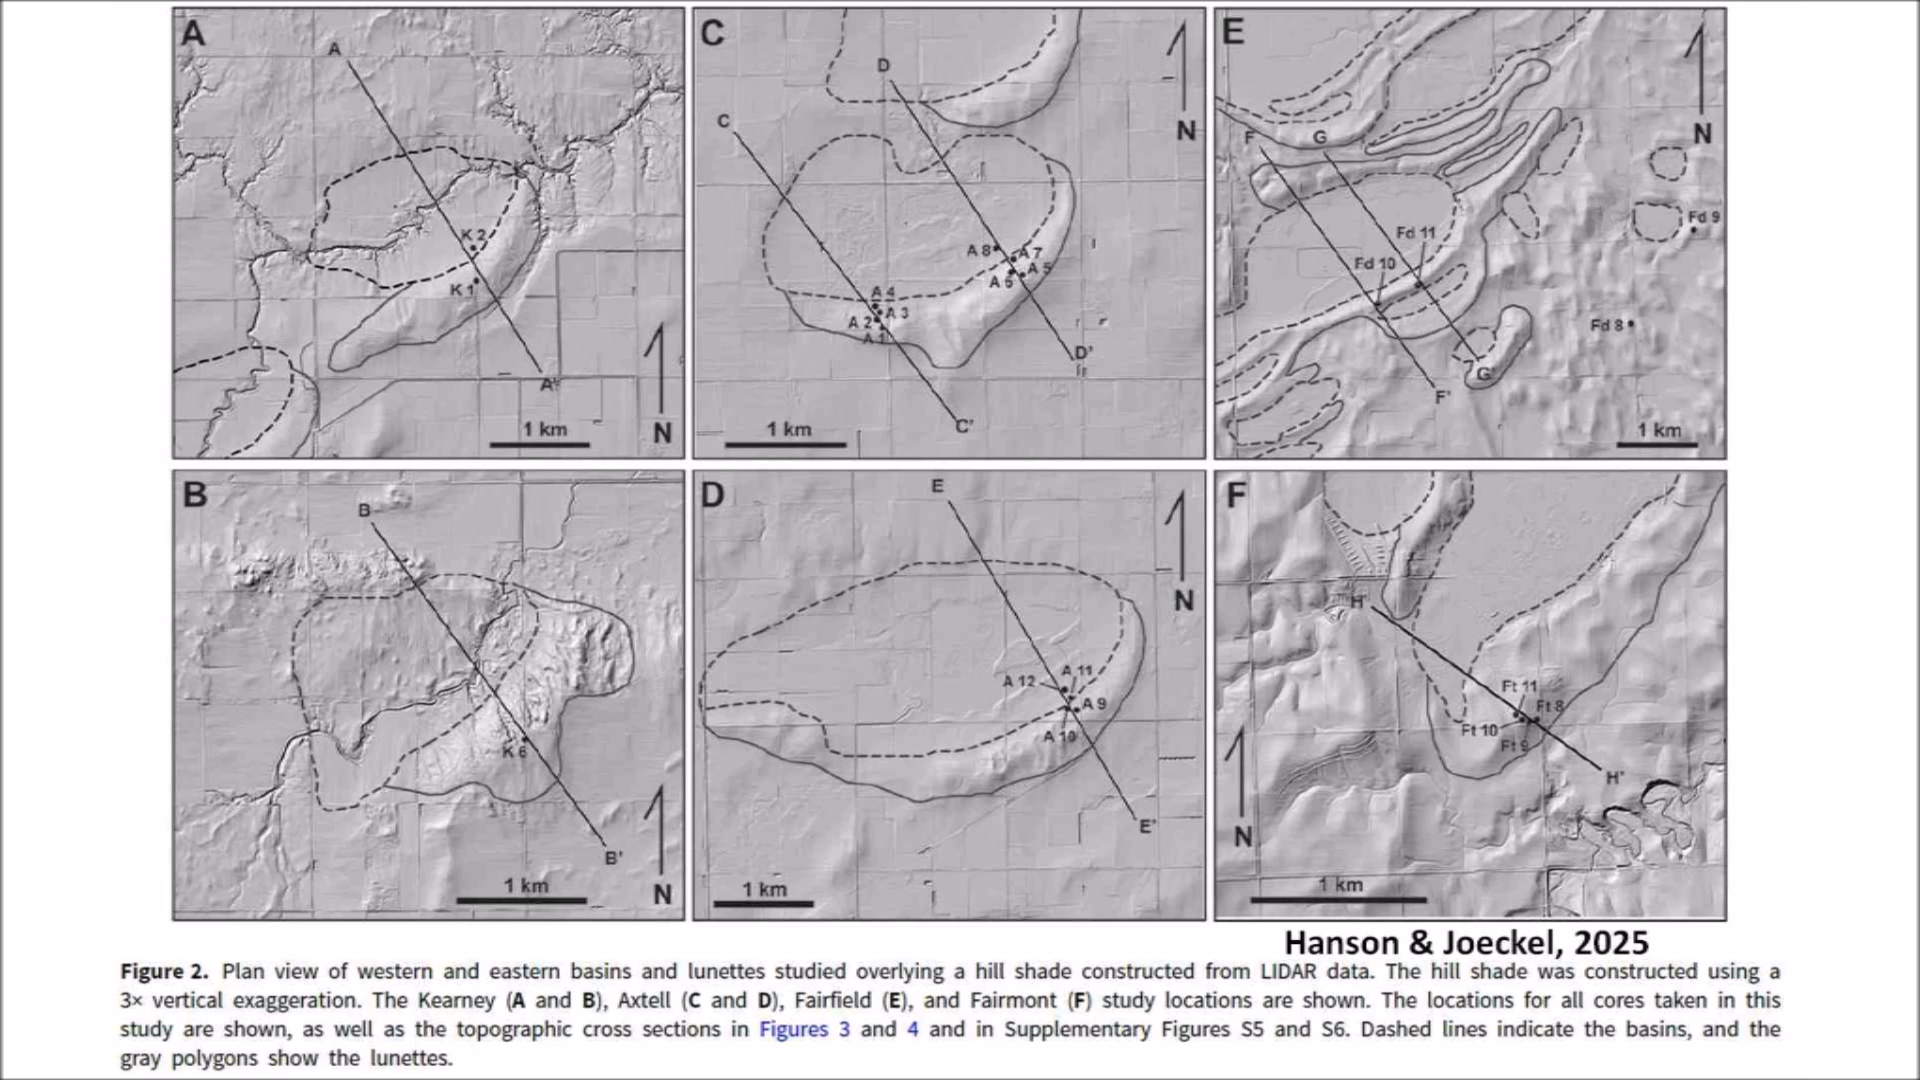 A
A
K 2
K 1
A'
1 km
N
C
D
C
N
A 8
A 7
A 5
A 6
A 4
A 3
A 2
A 1
D'
C'
1 km
E
N
F
G
Fd 9
Fd 11
Fd 10
Fd 8
G'
F'
1 km
B
B
K 6
B'
1 km
N
D
E
N
A 11
A 12
A 9
A 10
E'
1 km
F
H
Ft 11
Ft 8
Ft 10
Ft 9
H'
N
1 km
Hanson & Joeckel, 2025
Figure 2. Plan view of western and eastern basins and lunettes studied overlying a hill shade constructed from LIDAR data. The hill shade was constructed using a
3× vertical exaggeration. The Kearney (A and B), Axtell (C and D), Fairfield (E), and Fairmont (F) study locations are shown. The locations for all cores taken in this
study are shown, as well as the topographic cross sections in Figures 3 and 4 and in Supplementary Figures S5 and S6. Dashed lines indicate the basins, and the
gray polygons show the lunettes.